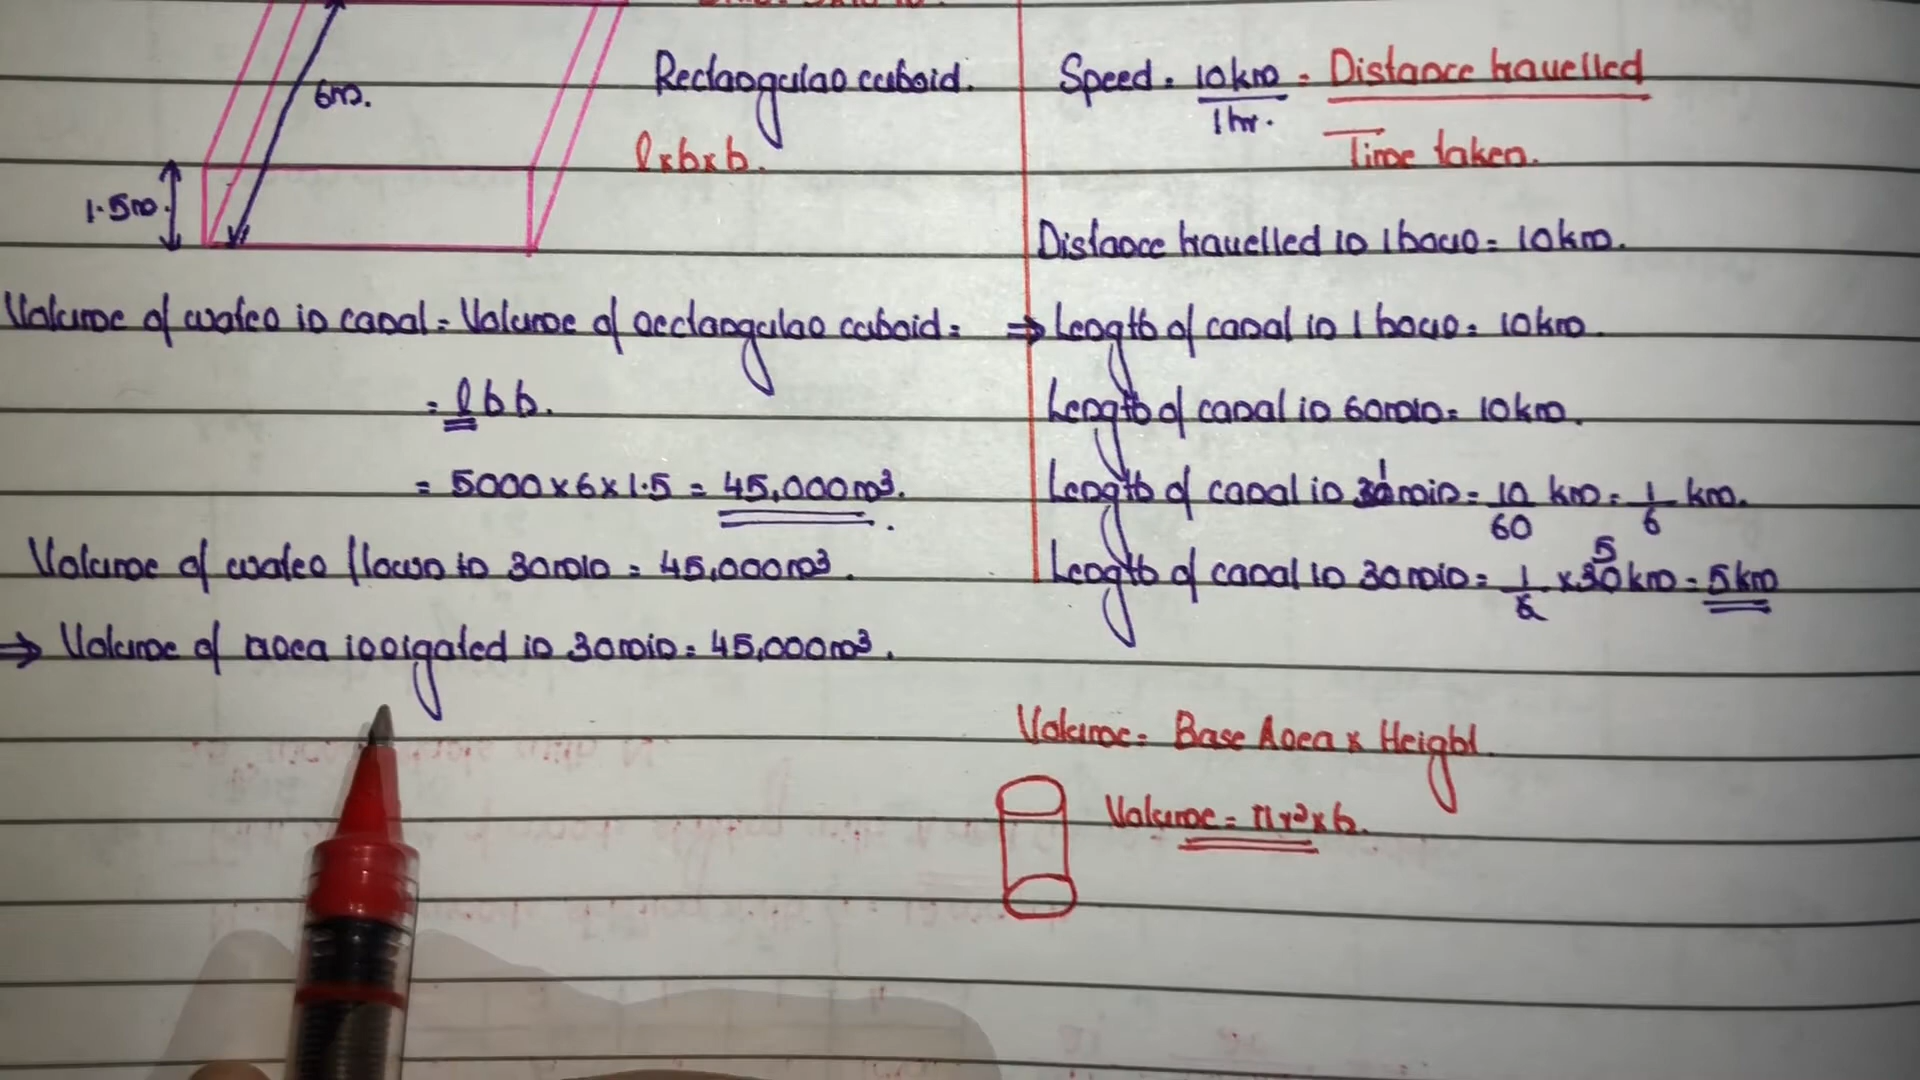 6m.
1.5m.
Rectangular cuboid.
l×b×h.
Volume of water in canal = Volume of rectangular cuboid =
= lbh.
= 5000×6×1.5 = 45,000m³.
Volume of water flown in 30min = 45,000m³.
⇒ Volume of area irrigated in 30min = 45,000m³.
Speed = 10km/1hr. = Distance travelled/Time taken.
Distance travelled in 1hour = 10km.
⇒ Length of canal in 1 hour = 10km.
Length of canal in 60min = 10km.
Length of canal in 1min = 10/60 km = 1/6 km.
Length of canal in 30min = 1/6 × 30km = 5km
5
Volume = Base Area × Height.
Volume = πr²×h.